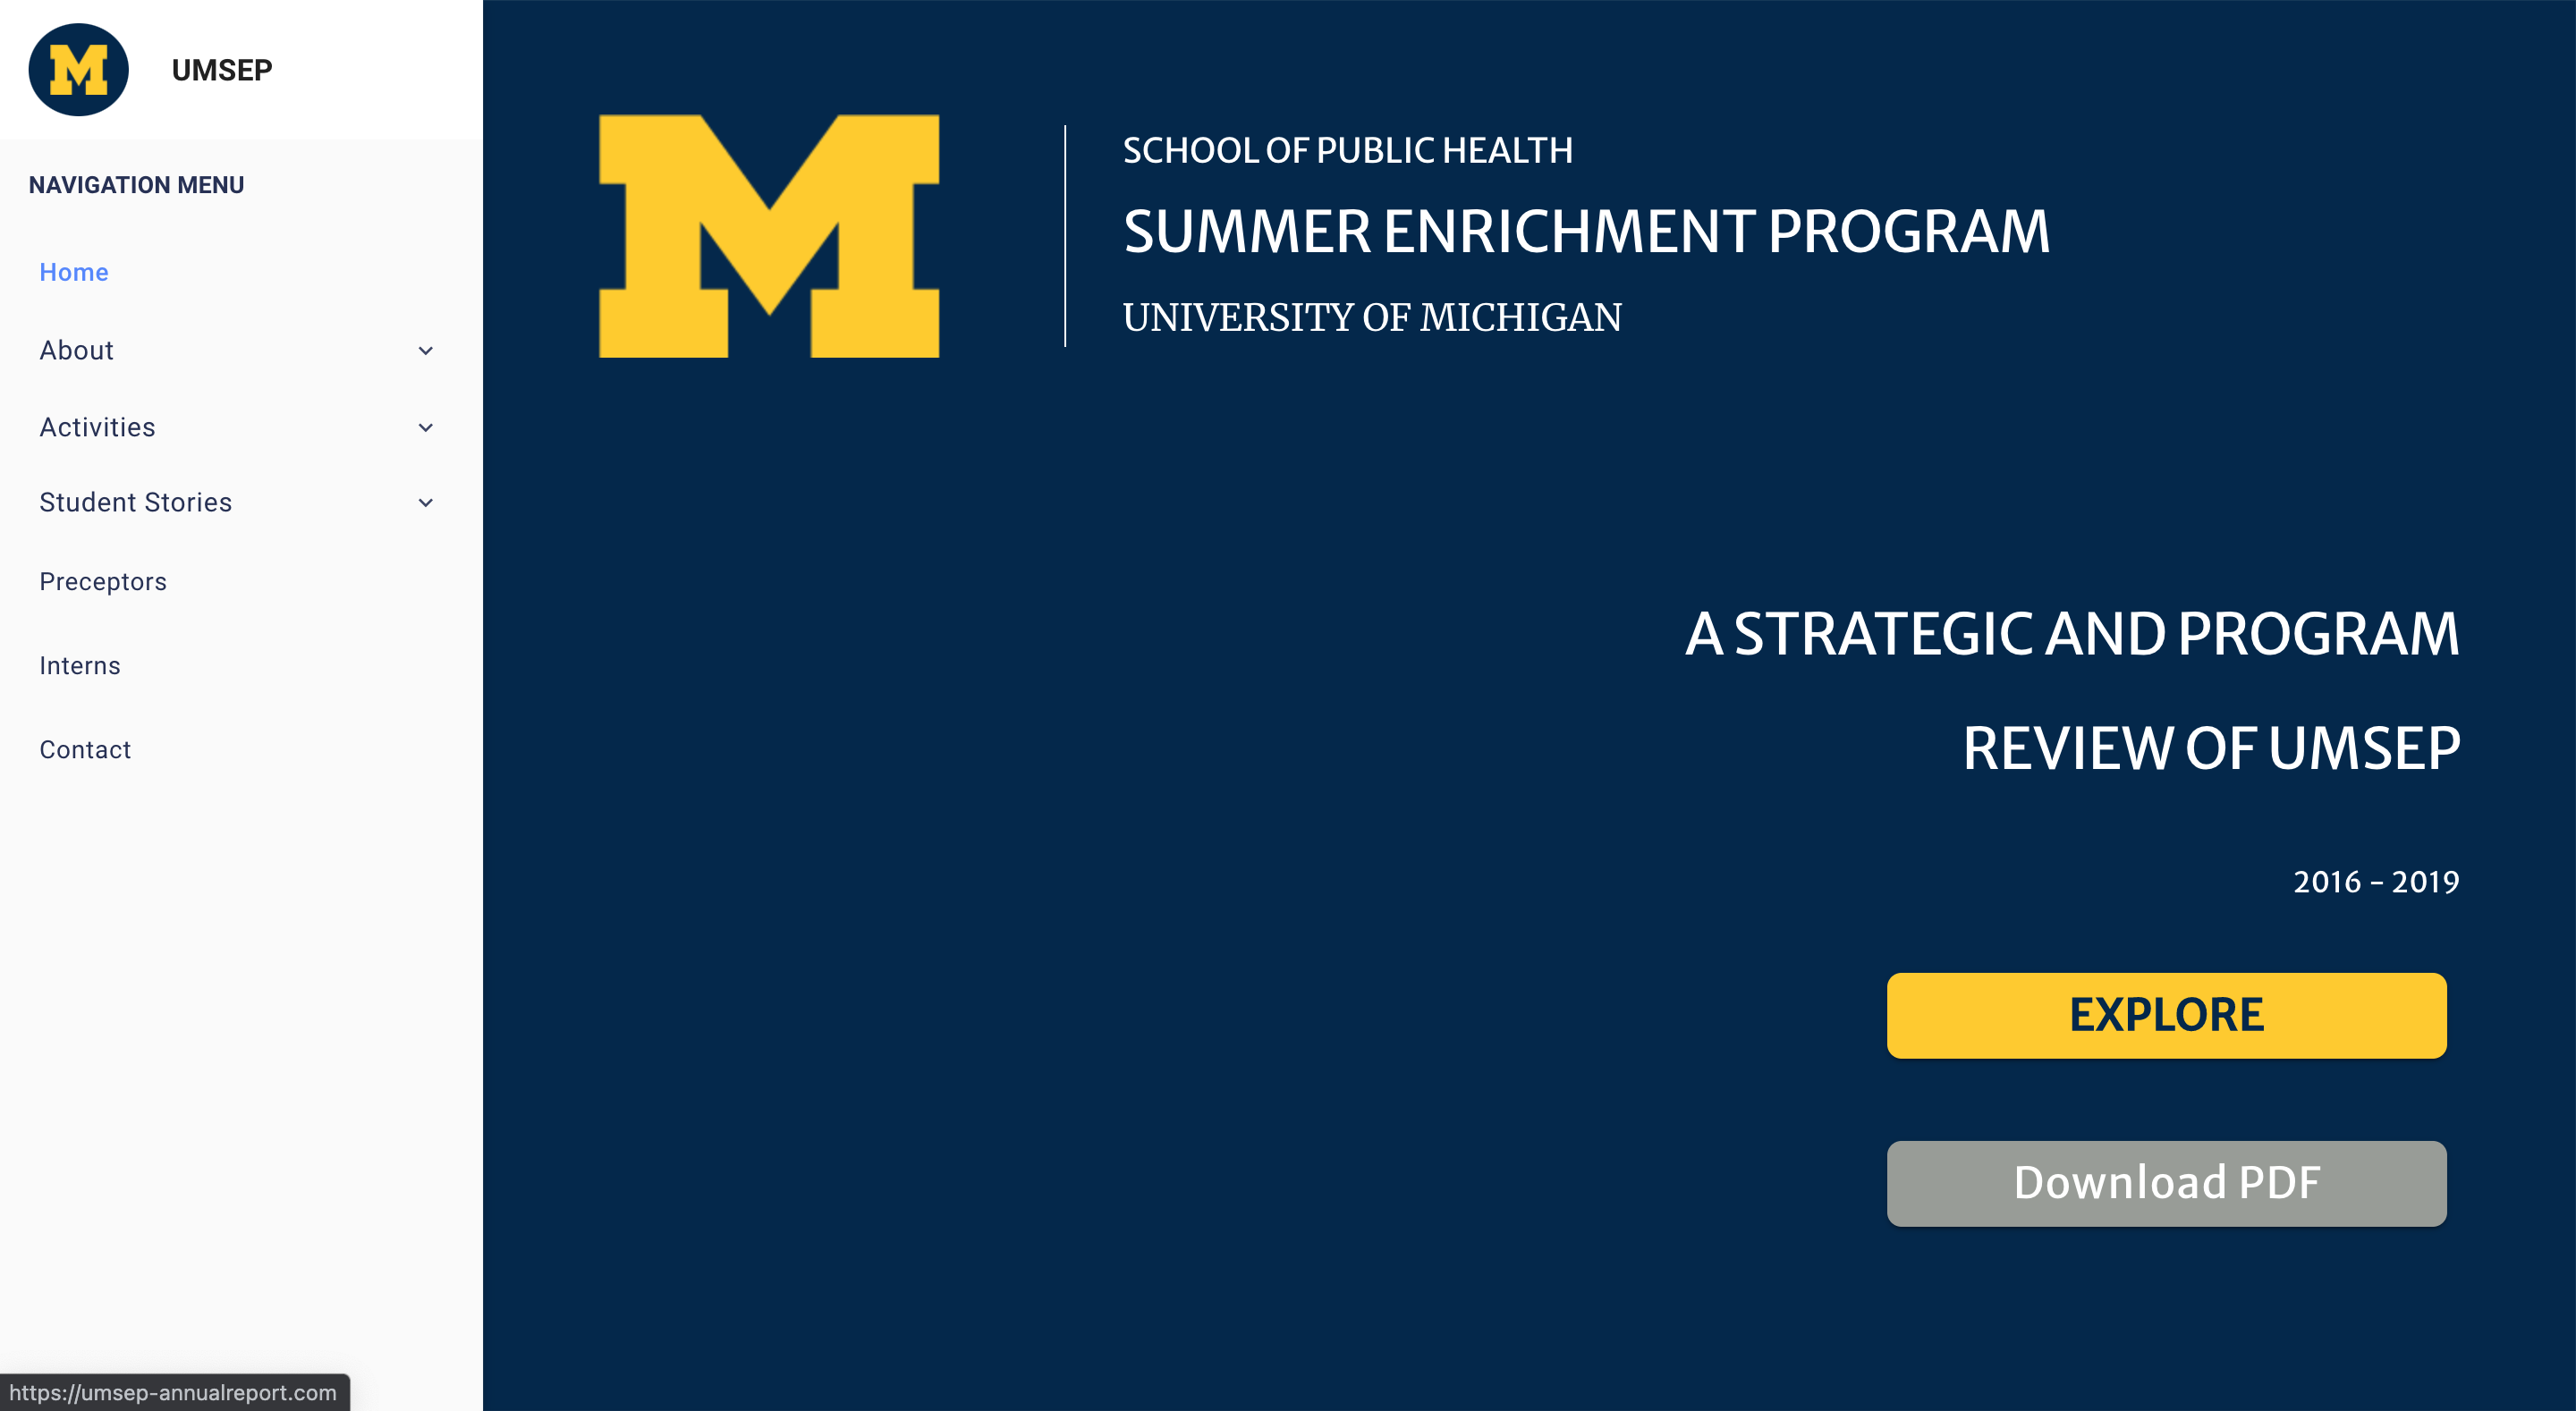 M
UMSEP
NAVIGATION MENU
Home
About
Activities
Student Stories
Preceptors
Interns
Contact
https://umsep-annualreport.com
M
SCHOOL OF PUBLIC HEALTH
SUMMER ENRICHMENT PROGRAM
UNIVERSITY OF MICHIGAN
A STRATEGIC AND PROGRAM
REVIEW OF UMSEP
2016 – 2019
EXPLORE
Download PDF